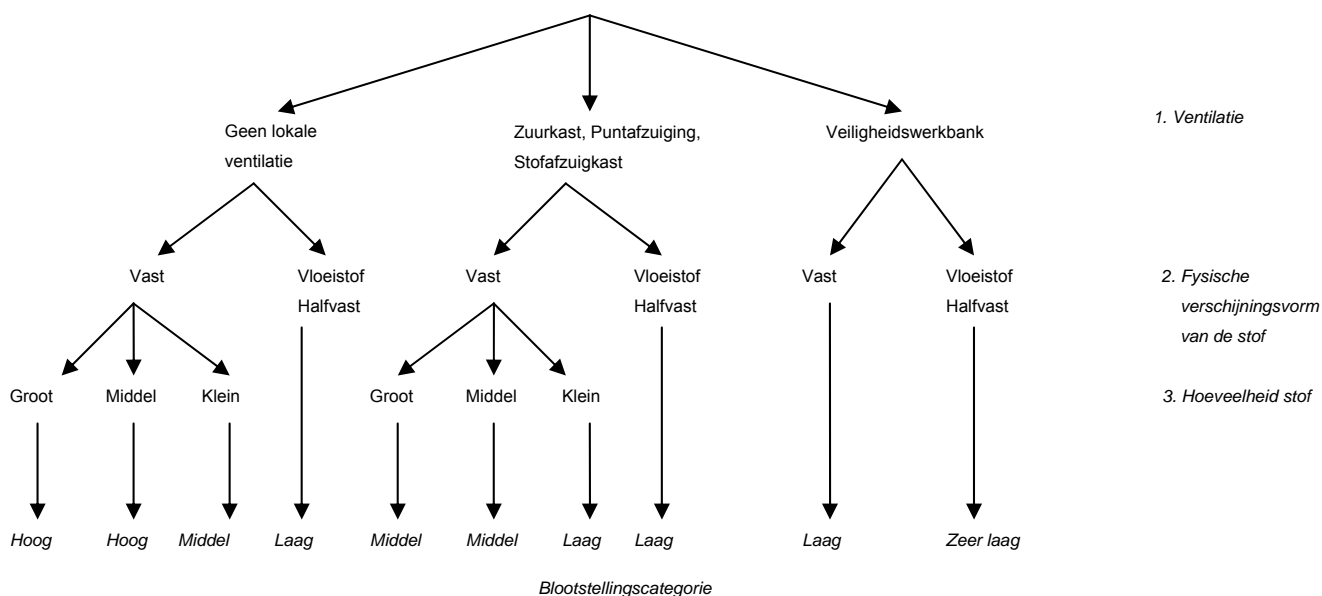 Geen lokale
ventilatie
Zuurkast, Puntafzuiging,
Stofafzuigkast
Veiligheidswerkbank
1. Ventilatie
Vast
Vloeistof
Halfvast
Vast
Vloeistof
Halfvast
Vast
Vloeistof
Halfvast
2. Fysische
verschijningsvorm
van de stof
Groot
Middel
Klein
Groot
Middel
Klein
3. Hoeveelheid stof
Hoog
Hoog
Middel
Laag
Middel
Middel
Laag
Laag
Laag
Zeer laag
Blootstellingscategorie